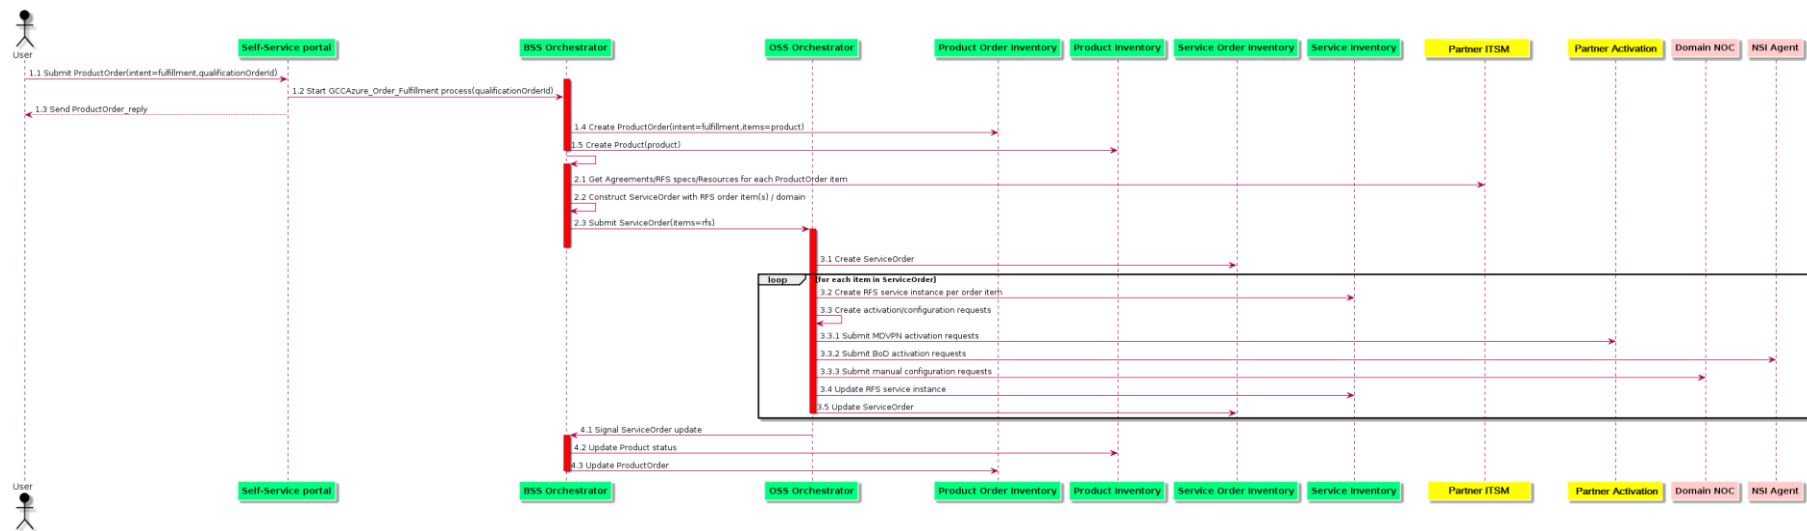 User
Self-Service portal
BSS Orchestrator
OSS Orchestrator
Product Order Inventory
Product Inventory
Service Order Inventory
Service Inventory
Partner ITSM
Partner Activation
Domain NOC
NSI Agent
1.1 Submit ProductOrder(intent=fulfillment,qualificationOrderId)
1.2 Start GCCAzure_Order_Fulfillment process(qualificationOrderId)
1.3 Send ProductOrder_reply
1.4 Create ProductOrder(intent=fulfillment,items=product)
1.5 Create Product(product)
2.1 Get Agreements/RFS specs/Resources for each ProductOrder item
2.2 Construct ServiceOrder with RFS order item(s) / domain
2.3 Submit ServiceOrder(items=rfs)
3.1 Create ServiceOrder
loop
[for each item in ServiceOrder]
3.2 Create RFS service instance per order item
3.3 Create activation/configuration requests
3.3.1 Submit MDVPN activation requests
3.3.2 Submit BoD activation requests
3.3.3 Submit manual configuration requests
3.4 Update RFS service instance
3.5 Update ServiceOrder
4.1 Signal ServiceOrder update
4.2 Update Product status
4.3 Update ProductOrder
User
Self-Service portal
BSS Orchestrator
OSS Orchestrator
Product Order Inventory
Product Inventory
Service Order Inventory
Service Inventory
Partner ITSM
Partner Activation
Domain NOC
NSI Agent